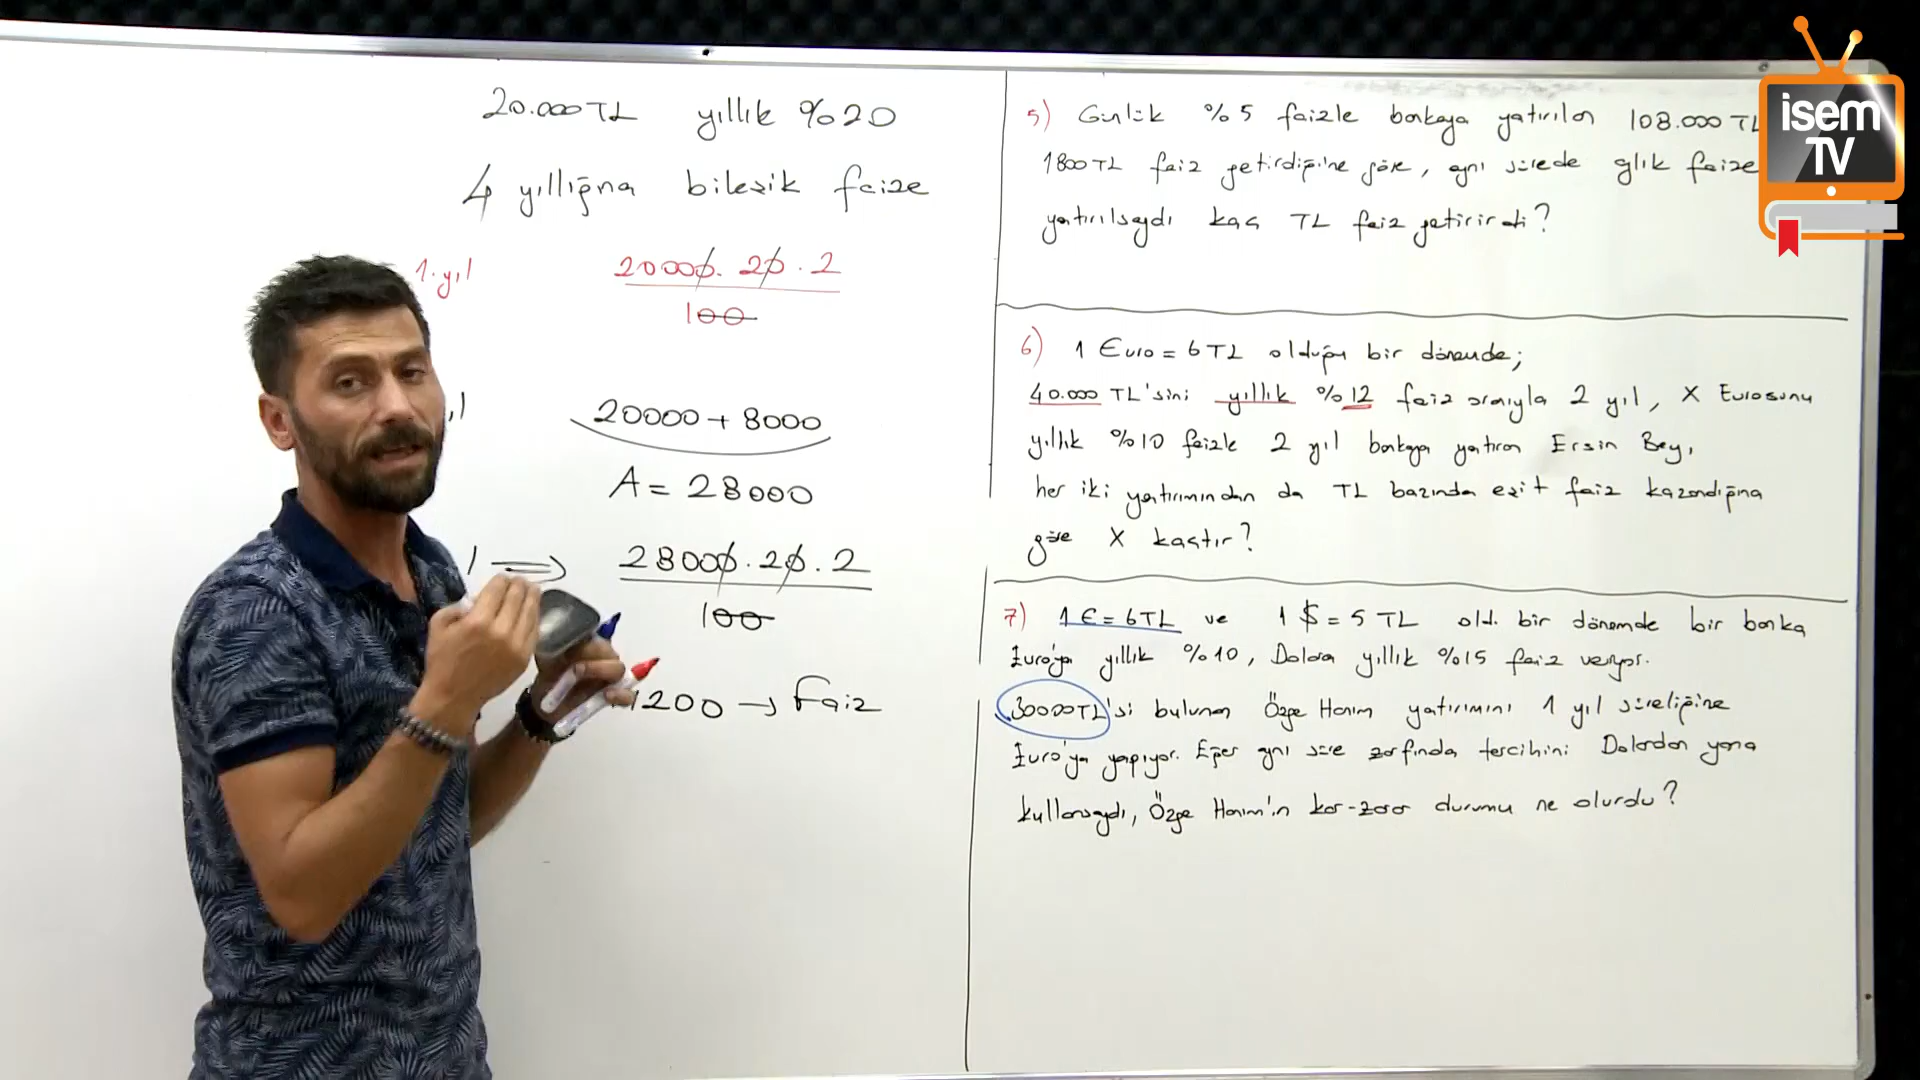 20.000 TL yıllık %20
4 yıllığına bileşik faize
1. yıl
20000. 20 . 2
100
20000 + 8000
A = 28000
28000 . 20 . 2
100
1200 → Faiz
5) Günlük %5 faizle bankaya yatırılan 108.000 TL
1800 TL faiz getirdiğine göre, aynı sürede aylık faize
yatırılsaydı kaç TL faiz getirirdi?
6) 1 Euro = 6 TL olduğu bir dönemde;
40.000 TL'sini yıllık %12 faiz oranıyla 2 yıl, X Eurosunu
yıllık %10 faizle 2 yıl bankaya yatıran Ersin Bey,
her iki yatırımından da TL bazında eşit faiz kazandığına
göre X kaçtır?
7) 1 € = 6 TL ve 1 $ = 5 TL old. bir dönemde bir banka
Euro'ya yıllık %10, Dolara yıllık %15 faiz veriyor.
30000 TL'si bulunan Özge Hanım yatırımını 1 yıl süreliğine
Euro'ya yapıyor. Eğer aynı süre zarfında tercihini Dolardan yana
kullansaydı, Özge Hanım'ın kar-zarar durumu ne olurdu?
isem
TV